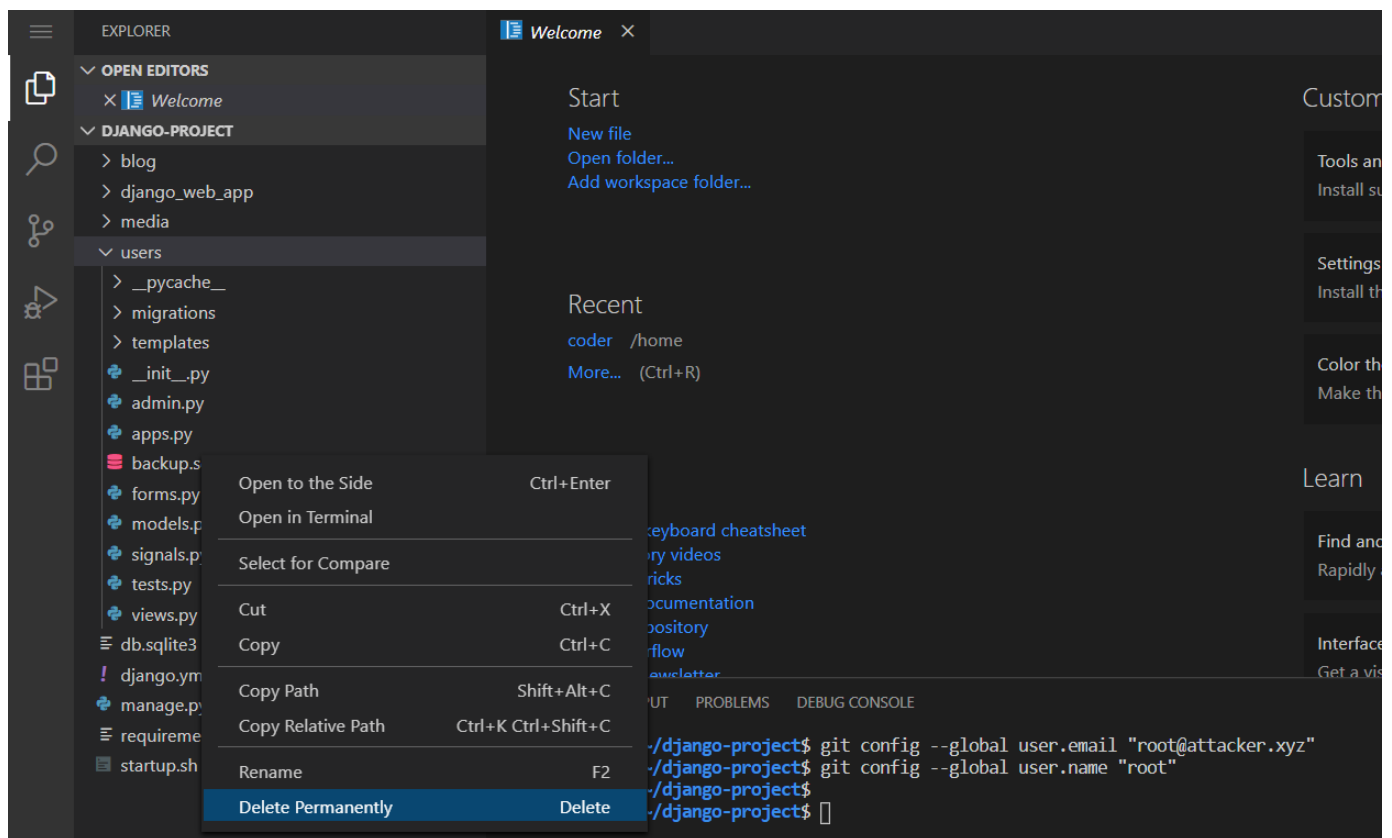 EXPLORER
OPEN EDITORS
Welcome
DJANGO-PROJECT
blog
django_web_app
media
users
__pycache__
migrations
templates
__init__.py
admin.py
apps.py
backup.s
forms.py
models.p
signals.p
tests.py
views.py
db.sqlite3
django.ym
manage.p
requireme
startup.sh
Open to the Side Ctrl+Enter
Open in Terminal
Select for Compare
Cut Ctrl+X
Copy Ctrl+C
Copy Path Shift+Alt+C
Copy Relative Path Ctrl+K Ctrl+Shift+C
Rename F2
Delete Permanently Delete
Welcome
Start
New file
Open folder...
Add workspace folder...
Recent
coder /home
More... (Ctrl+R)
keyboard cheatsheet
ry videos
ricks
ocumentation
ository
rflow
ewsletter
Custom
Tools an
Install su
Settings
Install th
Color th
Make th
Learn
Find and
Rapidly
Interface
Get a vis
UT PROBLEMS DEBUG CONSOLE
~/django-project$ git config --global user.email "root@attacker.xyz"
~/django-project$ git config --global user.name "root"
~/django-project$
~/django-project$